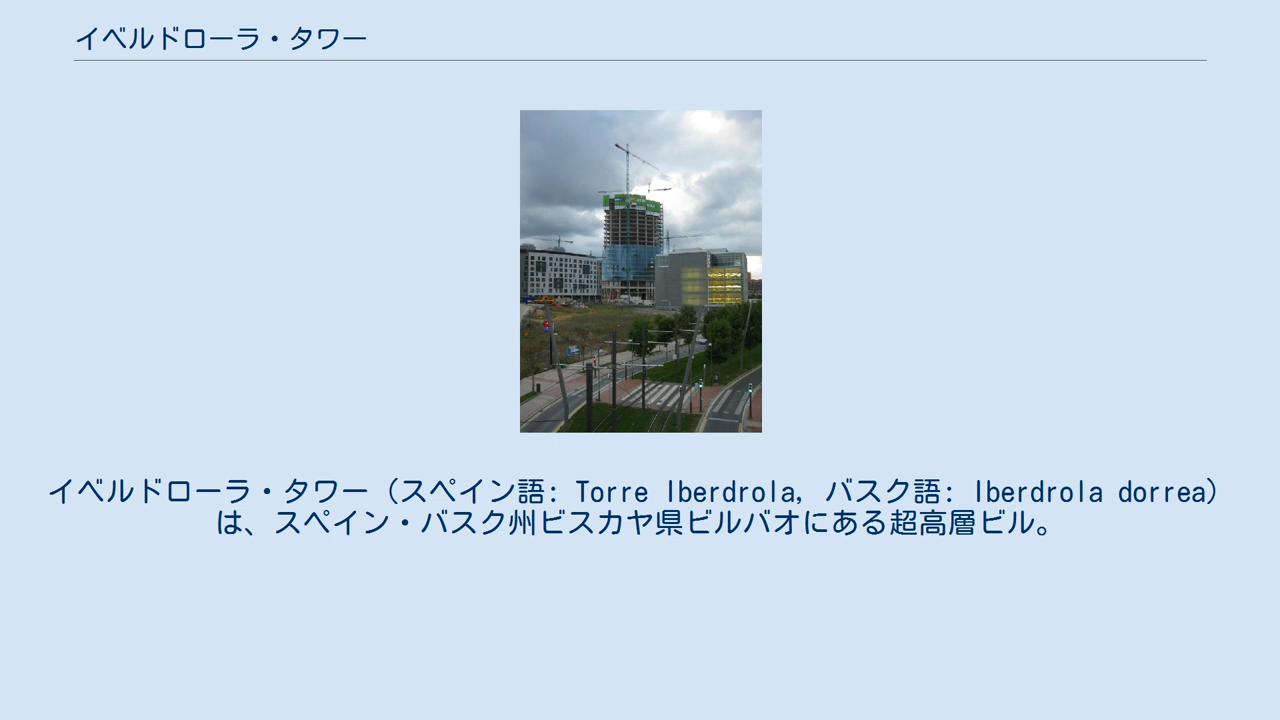 イベルドローラ・タワー
イベルドローラ・タワー（スペイン語: Torre Iberdrola, バスク語: Iberdrola dorrea）
は、スペイン・バスク州ビスカヤ県ビルバオにある超高層ビル。